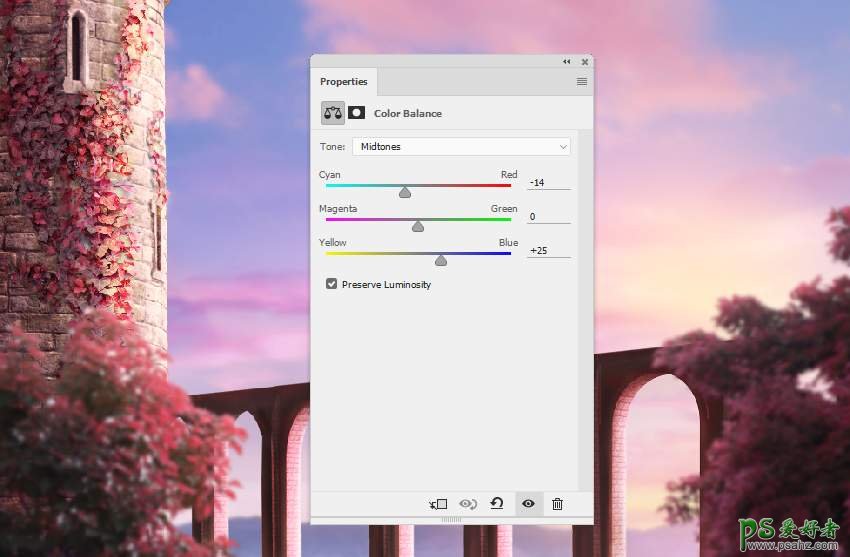 Properties
Color Balance
Tone: Midtones
Cyan Red -14
Magenta Green 0
Yellow Blue +25
Preserve Luminosity
PS爱好者
www.psahz.com